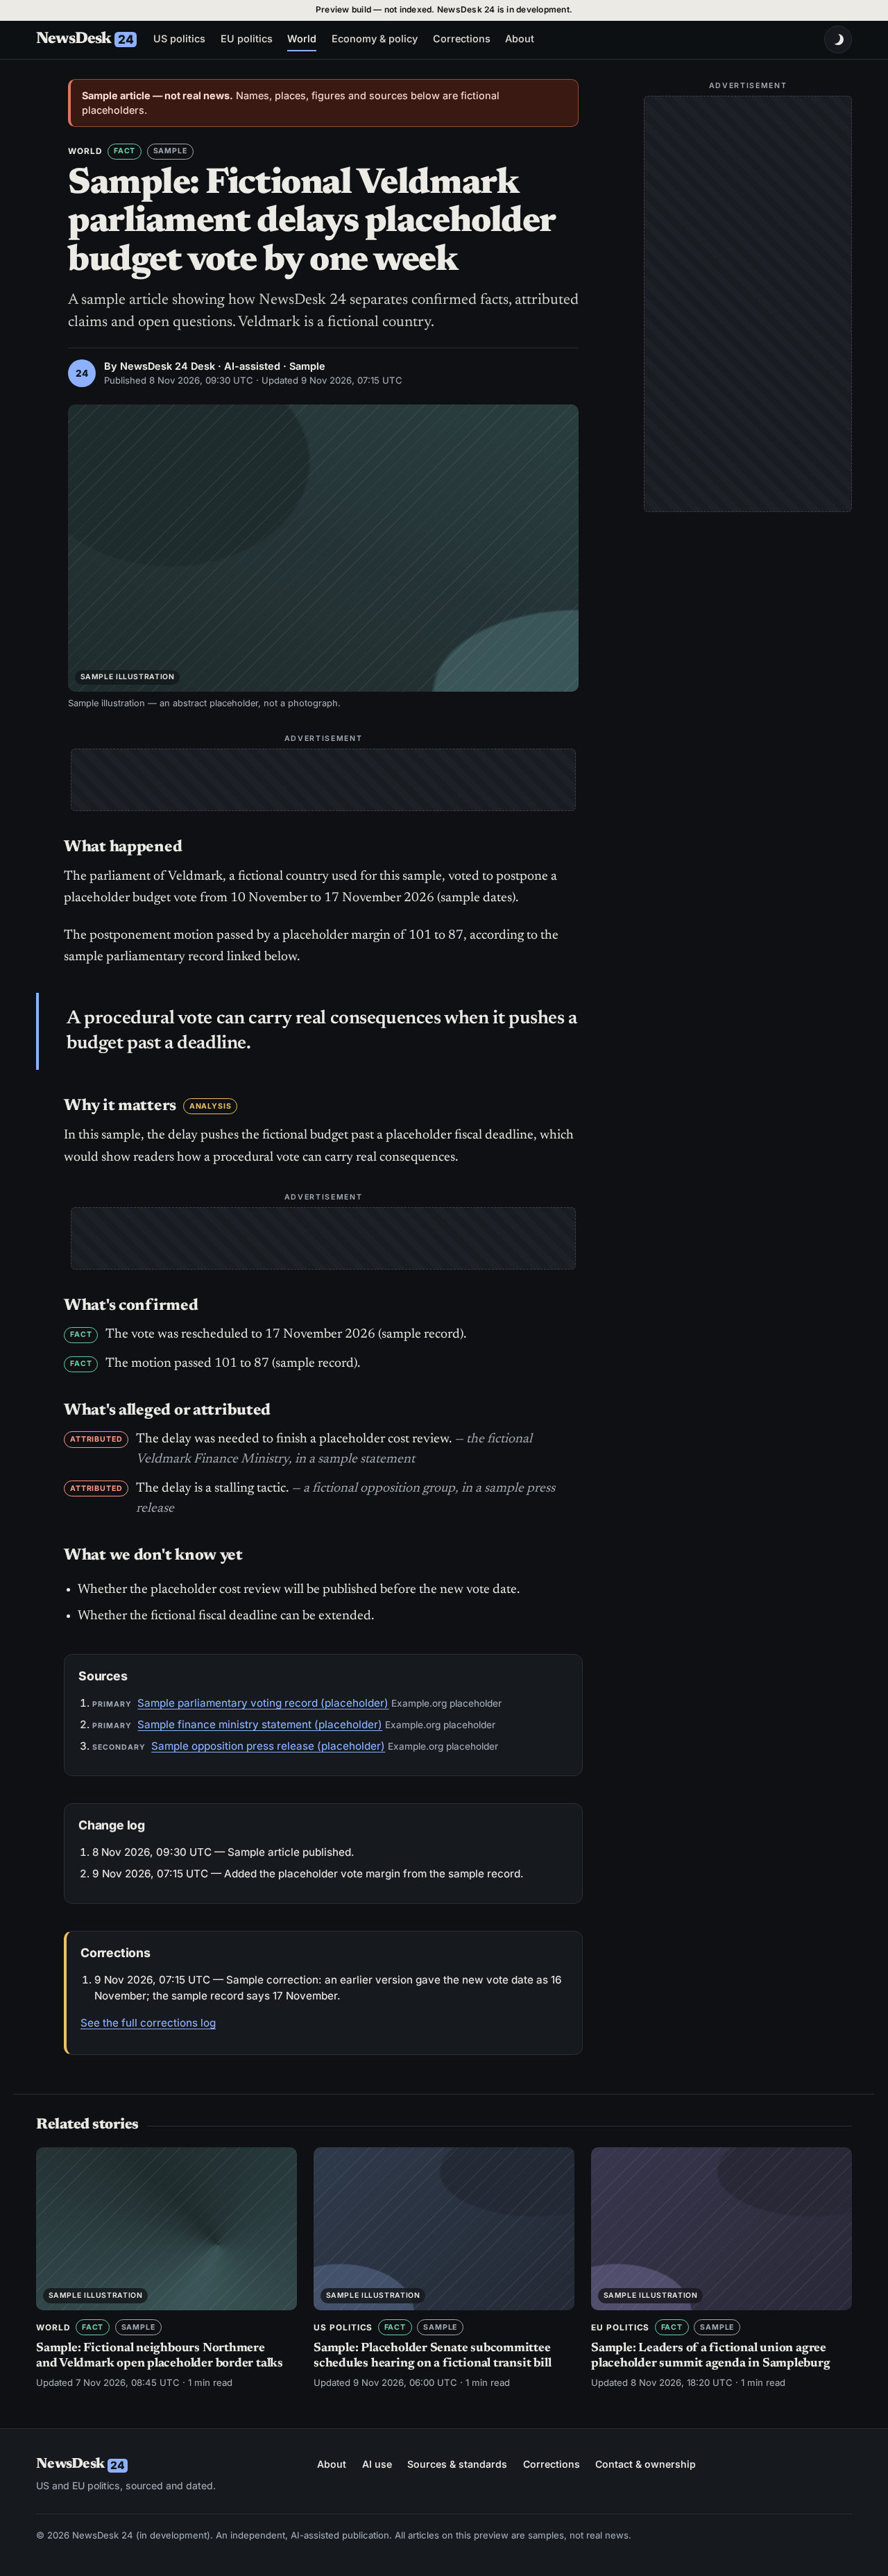 Preview build — not indexed. NewsDesk 24 is in development.
NewsDesk 24
US politics
EU politics
World
Economy & policy
Corrections
About
Sample article — not real news. Names, places, figures and sources below are fictional
placeholders.
WORLD FACT SAMPLE
Sample: Fictional Veldmark
parliament delays placeholder
budget vote by one week
A sample article showing how NewsDesk 24 separates confirmed facts, attributed
claims and open questions. Veldmark is a fictional country.
24
By NewsDesk 24 Desk · AI-assisted · Sample
Published 8 Nov 2026, 09:30 UTC · Updated 9 Nov 2026, 07:15 UTC
SAMPLE ILLUSTRATION
Sample illustration — an abstract placeholder, not a photograph.
ADVERTISEMENT
ADVERTISEMENT
What happened
The parliament of Veldmark, a fictional country used for this sample, voted to postpone a
placeholder budget vote from 10 November to 17 November 2026 (sample dates).
The postponement motion passed by a placeholder margin of 101 to 87, according to the
sample parliamentary record linked below.
A procedural vote can carry real consequences when it pushes a
budget past a deadline.
Why it matters ANALYSIS
In this sample, the delay pushes the fictional budget past a placeholder fiscal deadline, which
would show readers how a procedural vote can carry real consequences.
ADVERTISEMENT
What's confirmed
FACT The vote was rescheduled to 17 November 2026 (sample record).
FACT The motion passed 101 to 87 (sample record).
What's alleged or attributed
ATTRIBUTED The delay was needed to finish a placeholder cost review. — the fictional
Veldmark Finance Ministry, in a sample statement
ATTRIBUTED The delay is a stalling tactic. — a fictional opposition group, in a sample press
release
What we don't know yet
• Whether the placeholder cost review will be published before the new vote date.
• Whether the fictional fiscal deadline can be extended.
Sources
1. PRIMARY Sample parliamentary voting record (placeholder) Example.org placeholder
2. PRIMARY Sample finance ministry statement (placeholder) Example.org placeholder
3. SECONDARY Sample opposition press release (placeholder) Example.org placeholder
Change log
1. 8 Nov 2026, 09:30 UTC — Sample article published.
2. 9 Nov 2026, 07:15 UTC — Added the placeholder vote margin from the sample record.
Corrections
1. 9 Nov 2026, 07:15 UTC — Sample correction: an earlier version gave the new vote date as 16
November; the sample record says 17 November.
See the full corrections log
Related stories
SAMPLE ILLUSTRATION
WORLD FACT SAMPLE
Sample: Fictional neighbours Northmere
and Veldmark open placeholder border talks
Updated 7 Nov 2026, 08:45 UTC · 1 min read
SAMPLE ILLUSTRATION
US POLITICS FACT SAMPLE
Sample: Placeholder Senate subcommittee
schedules hearing on a fictional transit bill
Updated 9 Nov 2026, 06:00 UTC · 1 min read
SAMPLE ILLUSTRATION
EU POLITICS FACT SAMPLE
Sample: Leaders of a fictional union agree
placeholder summit agenda in Sampleburg
Updated 8 Nov 2026, 18:20 UTC · 1 min read
NewsDesk 24
US and EU politics, sourced and dated.
About
AI use
Sources & standards
Corrections
Contact & ownership
© 2026 NewsDesk 24 (in development). An independent, AI-assisted publication. All articles on this preview are samples, not real news.